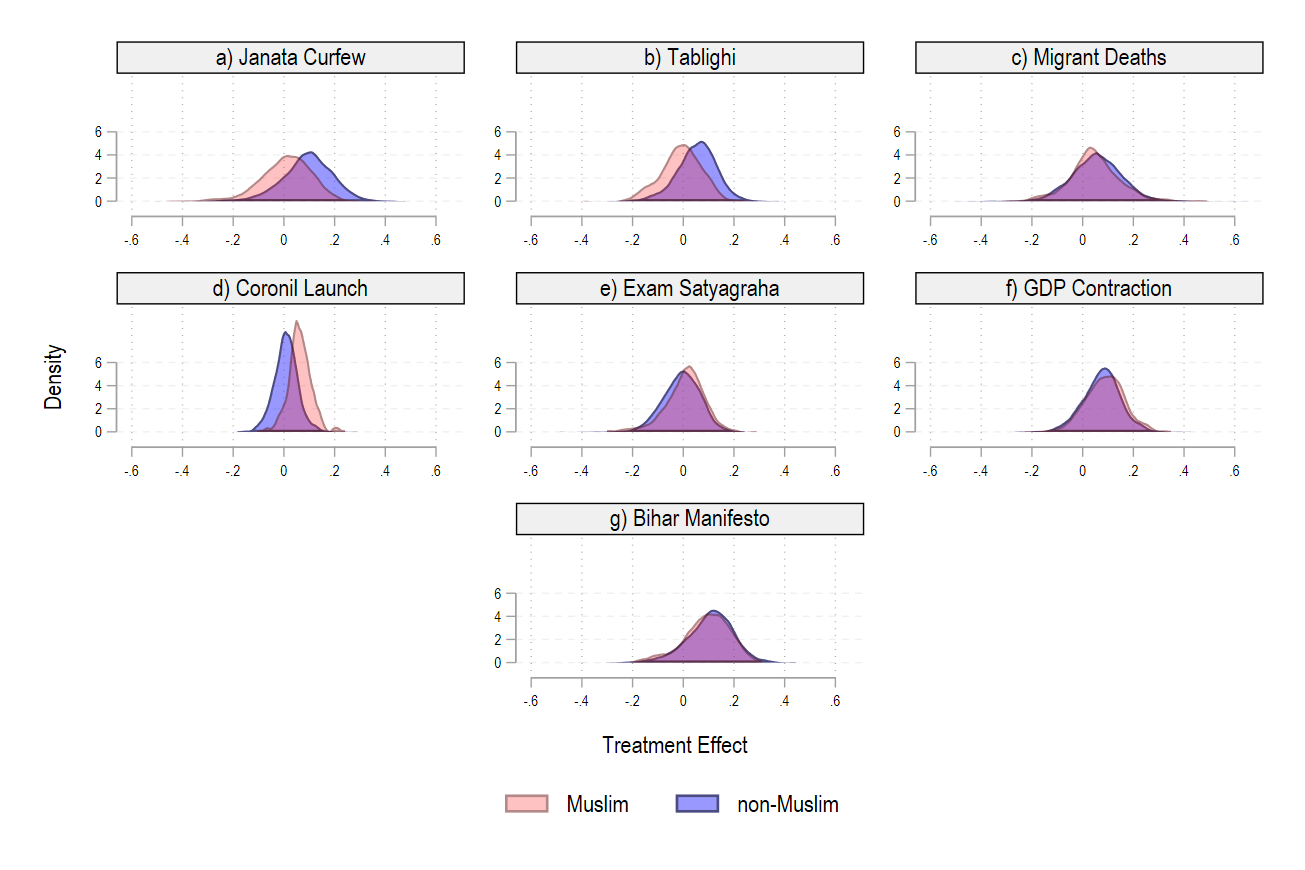 a) Janata Curfew
b) Tablighi
c) Migrant Deaths
6
4
2
0
6
4
2
0
6
4
2
0
-.6 -.4 -.2 0 .2 .4 .6
-.6 -.4 -.2 0 .2 .4 .6
-.6 -.4 -.2 0 .2 .4 .6
d) Coronil Launch
e) Exam Satyagraha
f) GDP Contraction
Density
6
4
2
0
6
4
2
0
6
4
2
0
-.6 -.4 -.2 0 .2 .4 .6
-.6 -.4 -.2 0 .2 .4 .6
-.6 -.4 -.2 0 .2 .4 .6
g) Bihar Manifesto
6
4
2
0
-.6 -.4 -.2 0 .2 .4 .6
Treatment Effect
Muslim
non-Muslim